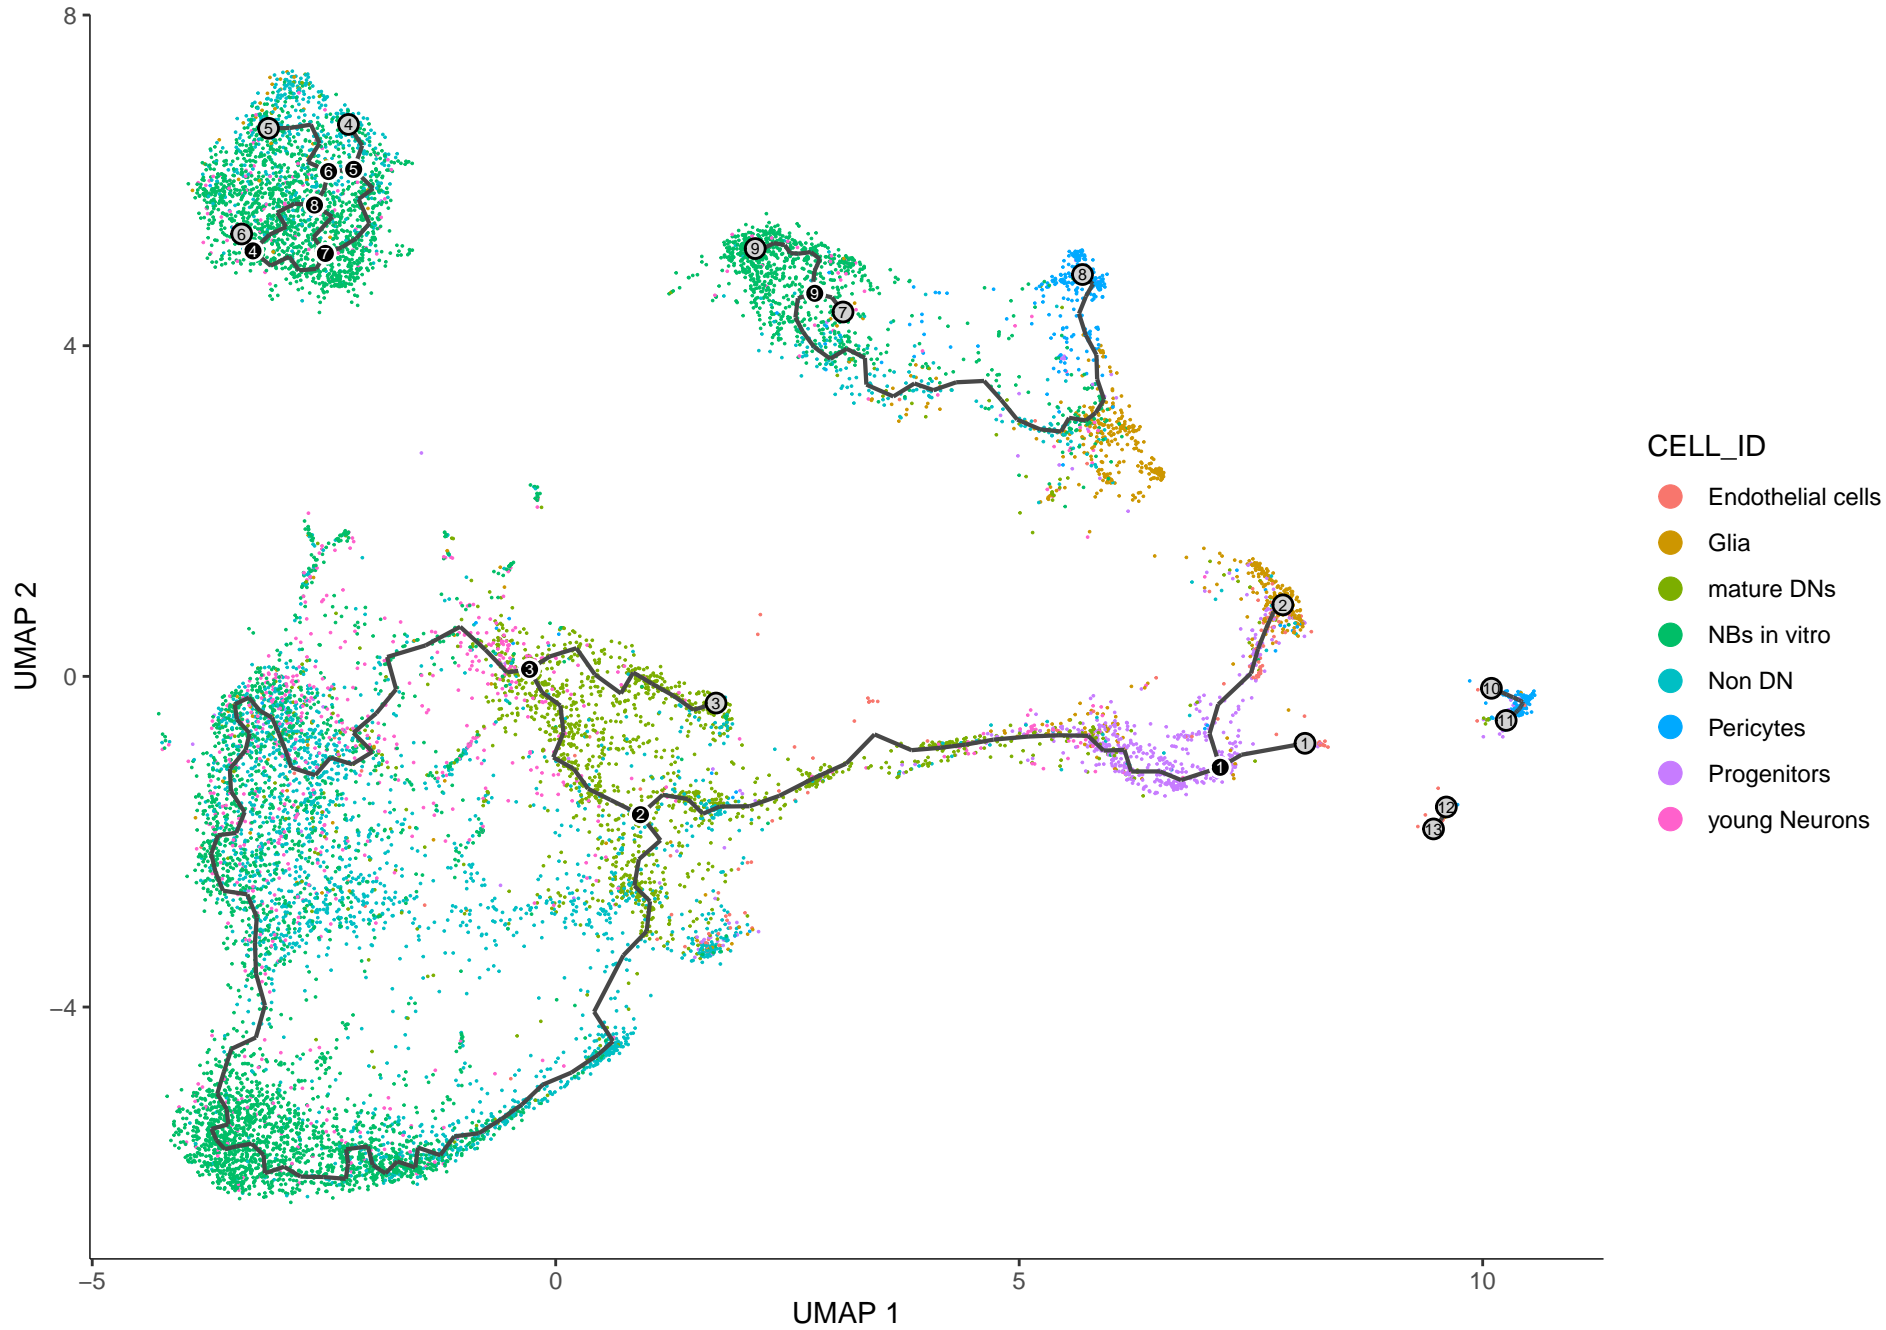 8
4
0
−4
UMAP 2
−5
0
5
10
UMAP 1
5
4
6
5
8
6
4
7
9
8
9
7
2
3
3
10
11
1
1
12
2
13
CELL_ID
Endothelial cells
Glia
mature DNs
NBs in vitro
Non DN
Pericytes
Progenitors
young Neurons